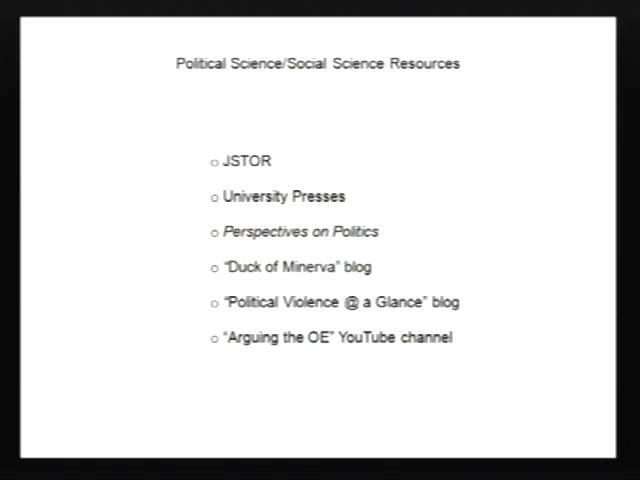 Political Science/Social Science Resources
o JSTOR
o University Presses
o Perspectives on Politics
o "Duck of Minerva" blog
o "Political Violence @ a Glance" blog
o "Arguing the OE" YouTube channel